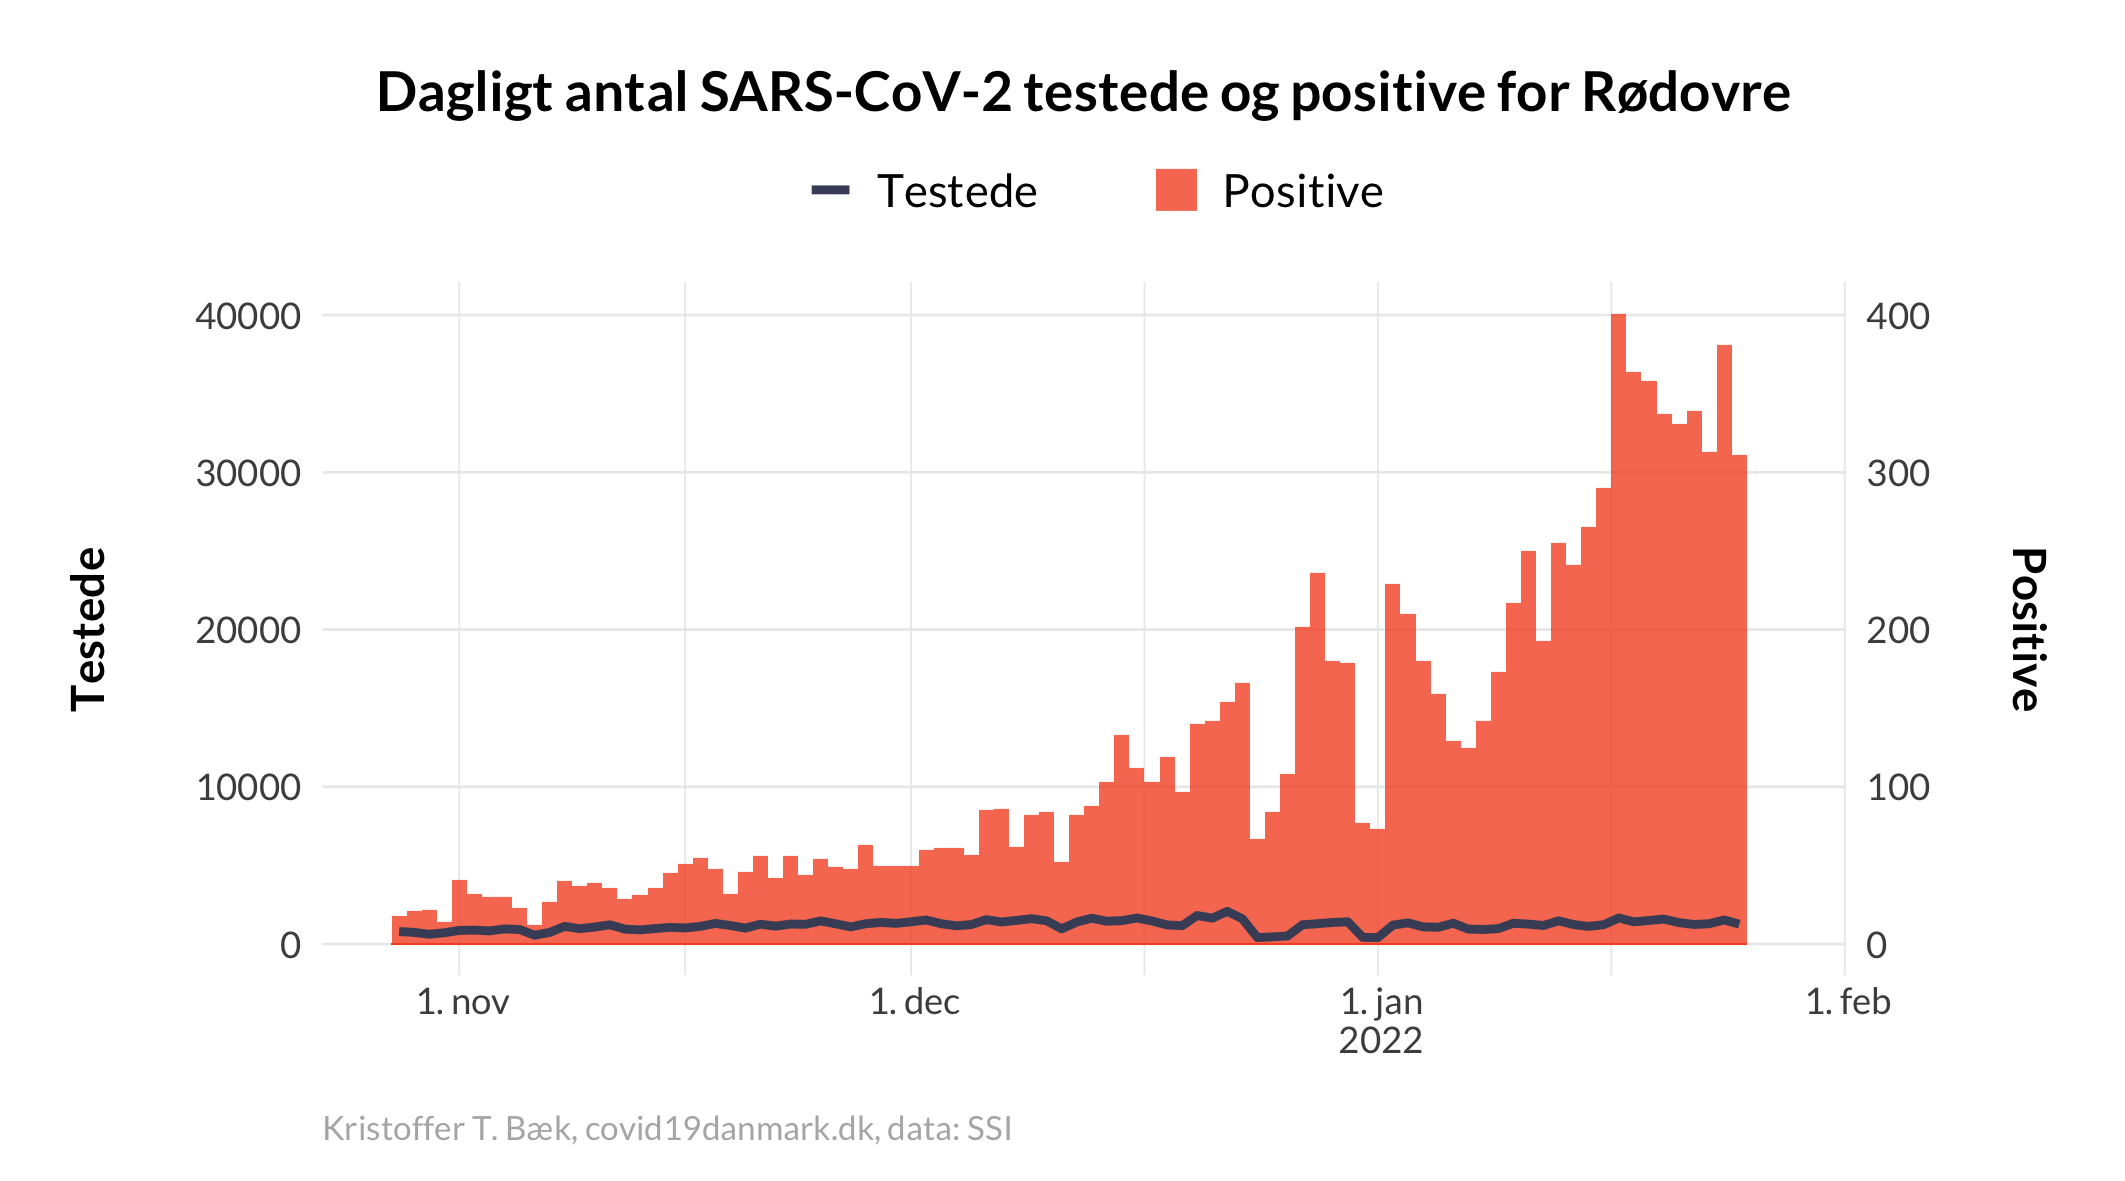 Dagligt antal SARS-CoV-2 testede og positive for Rødovre
Testede
Positive
40000
30000
20000
10000
0
400
300
200
100
0
Testede
Positive
1. nov
1. dec
1. jan
2022
1. feb
Kristoffer T. Bæk, covid19danmark.dk, data: SSI